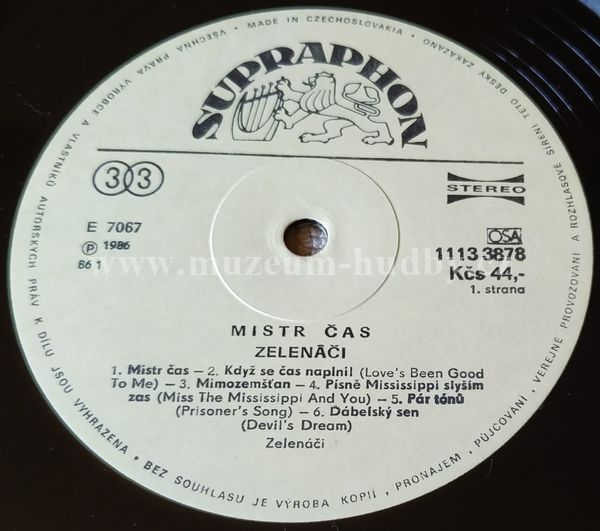 VŠECHNA PRÁVA VÝROBCE A VLASTNÍKŮ AUTORSKÝCH PRÁV K DÍLU JSOU VYHRAZENA • BEZ SOUHLASU JE VÝROBA KOPIÍ, PRONÁJEM, PŮJČOVÁNÍ, VEŘEJNÉ PROVOZOVÁNÍ A ROZHLASOVÉ ŠÍŘENÍ TÉTO DESKY ZAKÁZÁNO • MADE IN CZECHOSLOVAKIA •
SUPRAPHON
33
STEREO
E 7067
Ⓟ 1986
86 1
OSA
1113 3878
Kčs 44,-
1. strana
www.muzeum-hudby
MISTR ČAS
ZELENÁČI
1. Mistr čas – 2. Když se čas naplnil (Love's Been Good
To Me) – 3. Mimozemšťan – 4. Písně Mississippi slyším
zas (Miss The Mississippi And You) – 5. Pár tónů
(Prisoner's Song) – 6. Ďábelský sen
(Devil's Dream)
Zelenáči